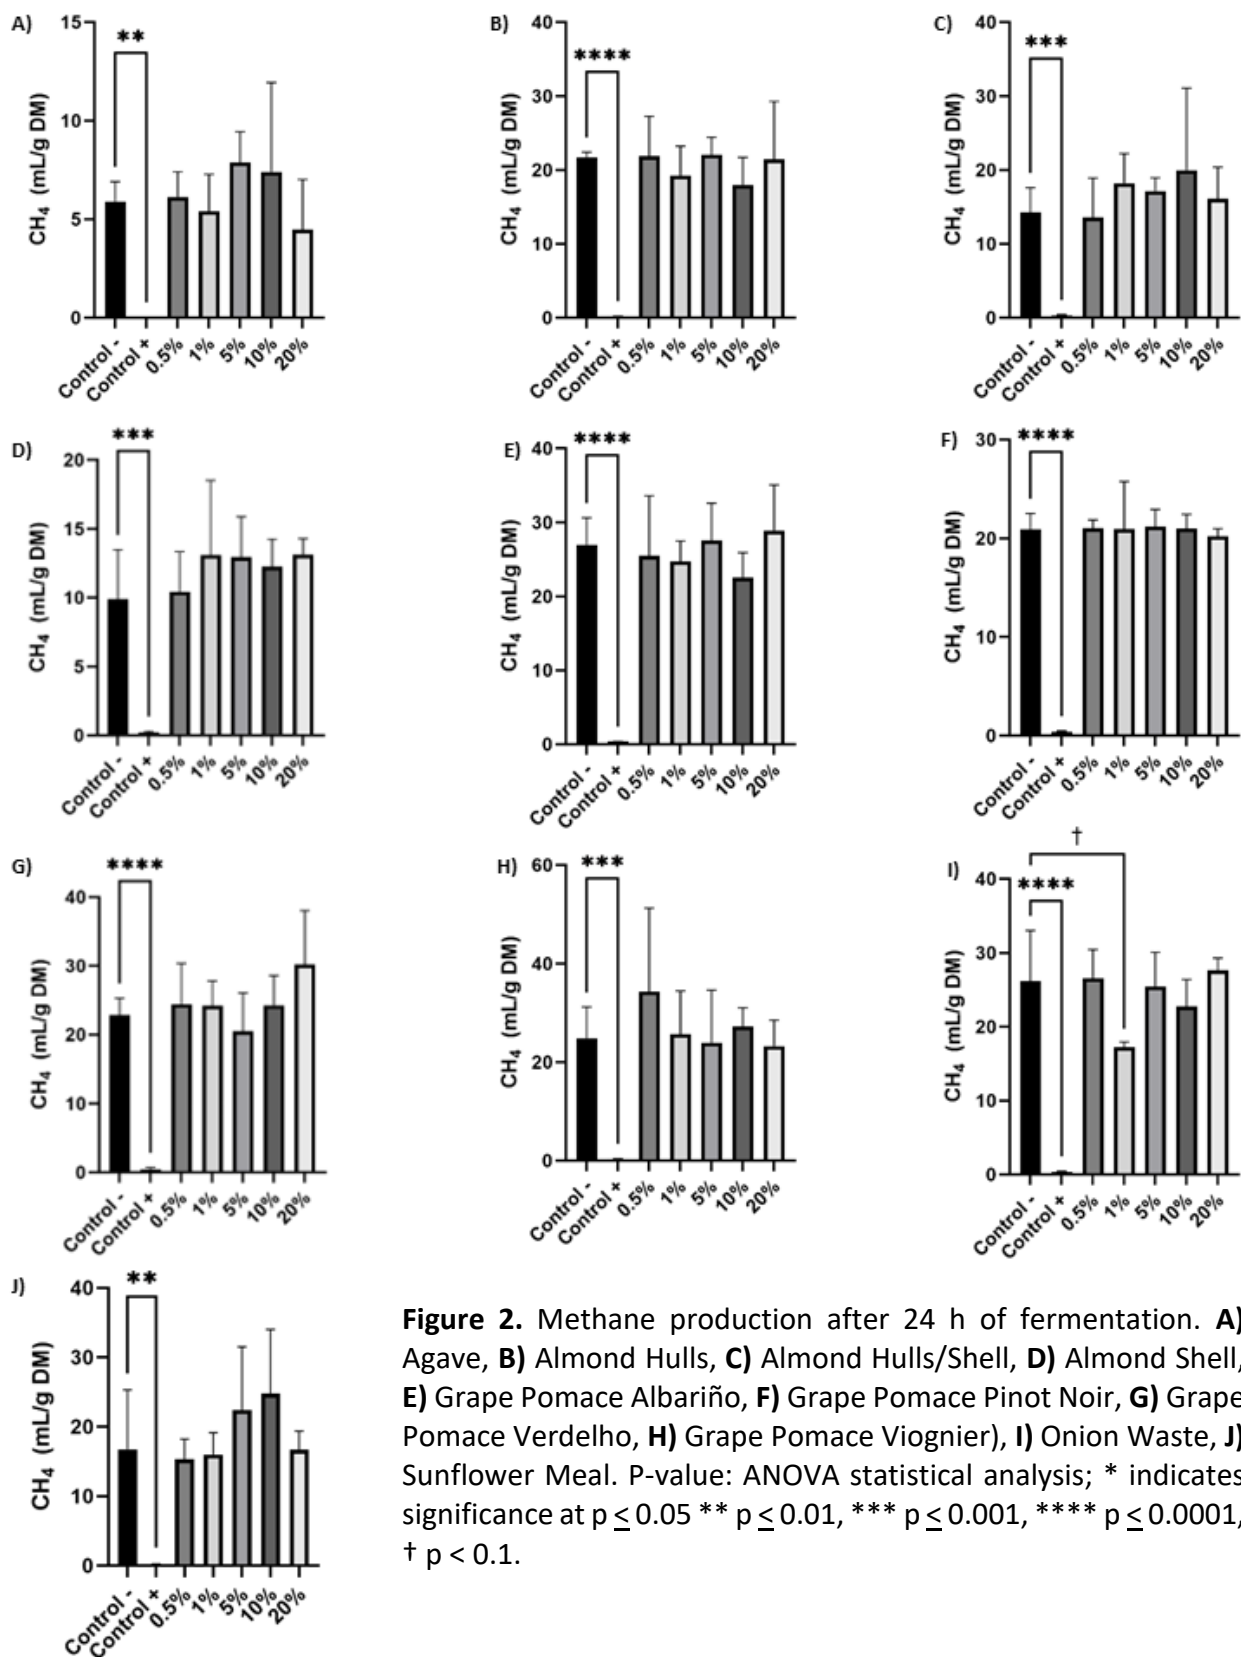 A)
**
15
10
5
0
CH₄ (mL/g DM)
Control -
Control +
0.5%
1%
5%
10%
20%
B)
****
40
30
20
10
0
CH₄ (mL/g DM)
Control -
Control +
0.5%
1%
5%
10%
20%
C)
***
40
30
20
10
0
CH₄ (mL/g DM)
Control -
Control +
0.5%
1%
5%
10%
20%
D)
***
20
15
10
5
0
CH₄ (mL/g DM)
Control -
Control +
0.5%
1%
5%
10%
20%
E)
****
40
30
20
10
0
CH₄ (mL/g DM)
Control -
Control +
0.5%
1%
5%
10%
20%
F)
****
30
20
10
0
CH₄ (mL/g DM)
Control -
Control +
0.5%
1%
5%
10%
20%
G)
****
40
30
20
10
0
CH₄ (mL/g DM)
Control -
Control +
0.5%
1%
5%
10%
20%
H)
***
60
40
20
0
CH₄ (mL/g DM)
Control -
Control +
0.5%
1%
5%
10%
20%
I)
†
****
40
30
20
10
0
CH₄ (mL/g DM)
Control -
Control +
0.5%
1%
5%
10%
20%
J)
**
40
30
20
10
0
CH₄ (mL/g DM)
Control -
Control +
0.5%
1%
5%
10%
20%
Figure 2. Methane production after 24 h of fermentation. A)
Agave, B) Almond Hulls, C) Almond Hulls/Shell, D) Almond Shell,
E) Grape Pomace Albariño, F) Grape Pomace Pinot Noir, G) Grape
Pomace Verdelho, H) Grape Pomace Viognier), I) Onion Waste, J)
Sunflower Meal. P-value: ANOVA statistical analysis; * indicates
significance at p ≤ 0.05 ** p ≤ 0.01, *** p ≤ 0.001, **** p ≤ 0.0001,
† p < 0.1.